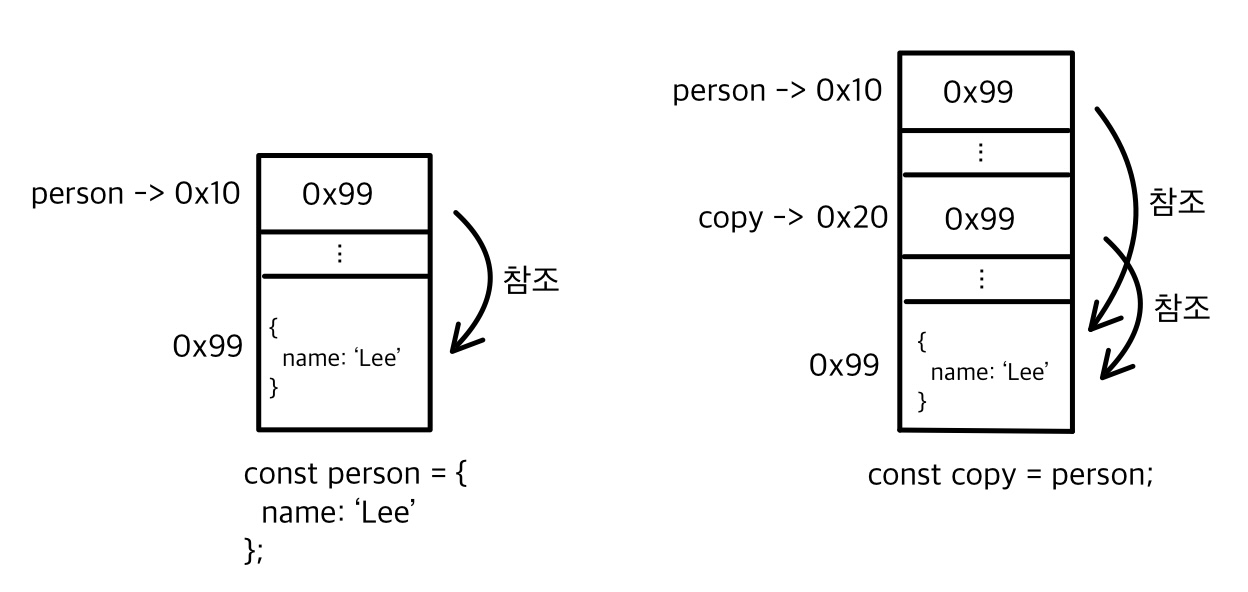 person -> 0x10
0x99
⋮
참조
0x99
{
name: ‘Lee’
}
const person = {
name: ‘Lee’
};
person -> 0x10
0x99
⋮
참조
copy -> 0x20
0x99
⋮
참조
0x99
{
name: ‘Lee’
}
const copy = person;